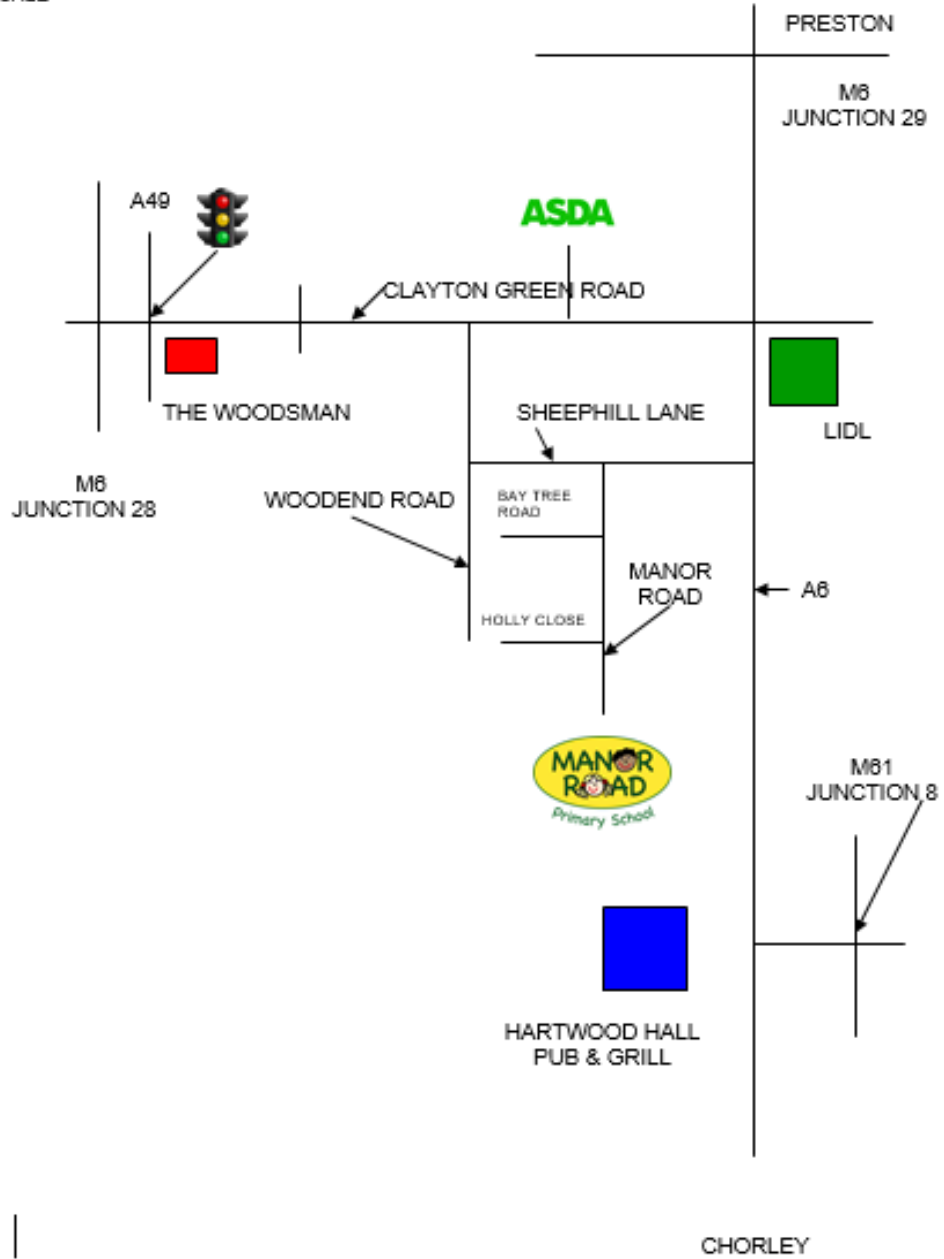 PRESTON
M6
JUNCTION 29
A49
ASDA
CLAYTON GREEN ROAD
THE WOODSMAN
SHEEPHILL LANE
LIDL
M6
JUNCTION 28
WOODEND ROAD
BAY TREE
ROAD
MANOR
ROAD
A6
HOLLY CLOSE
MANOR
ROAD
Primary School
M61
JUNCTION 8
HARTWOOD HALL
PUB & GRILL
CHORLEY